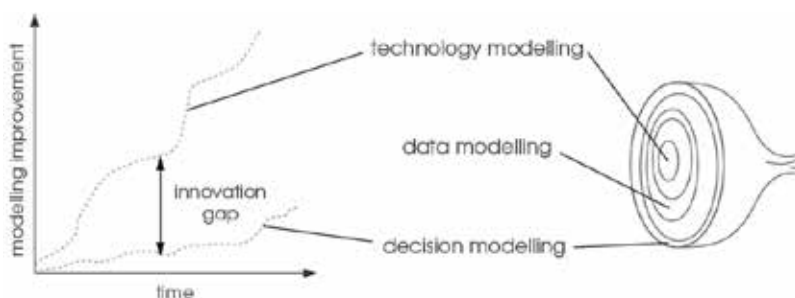 modelling improvement
technology modelling
data modelling
innovation
gap
decision modelling
time